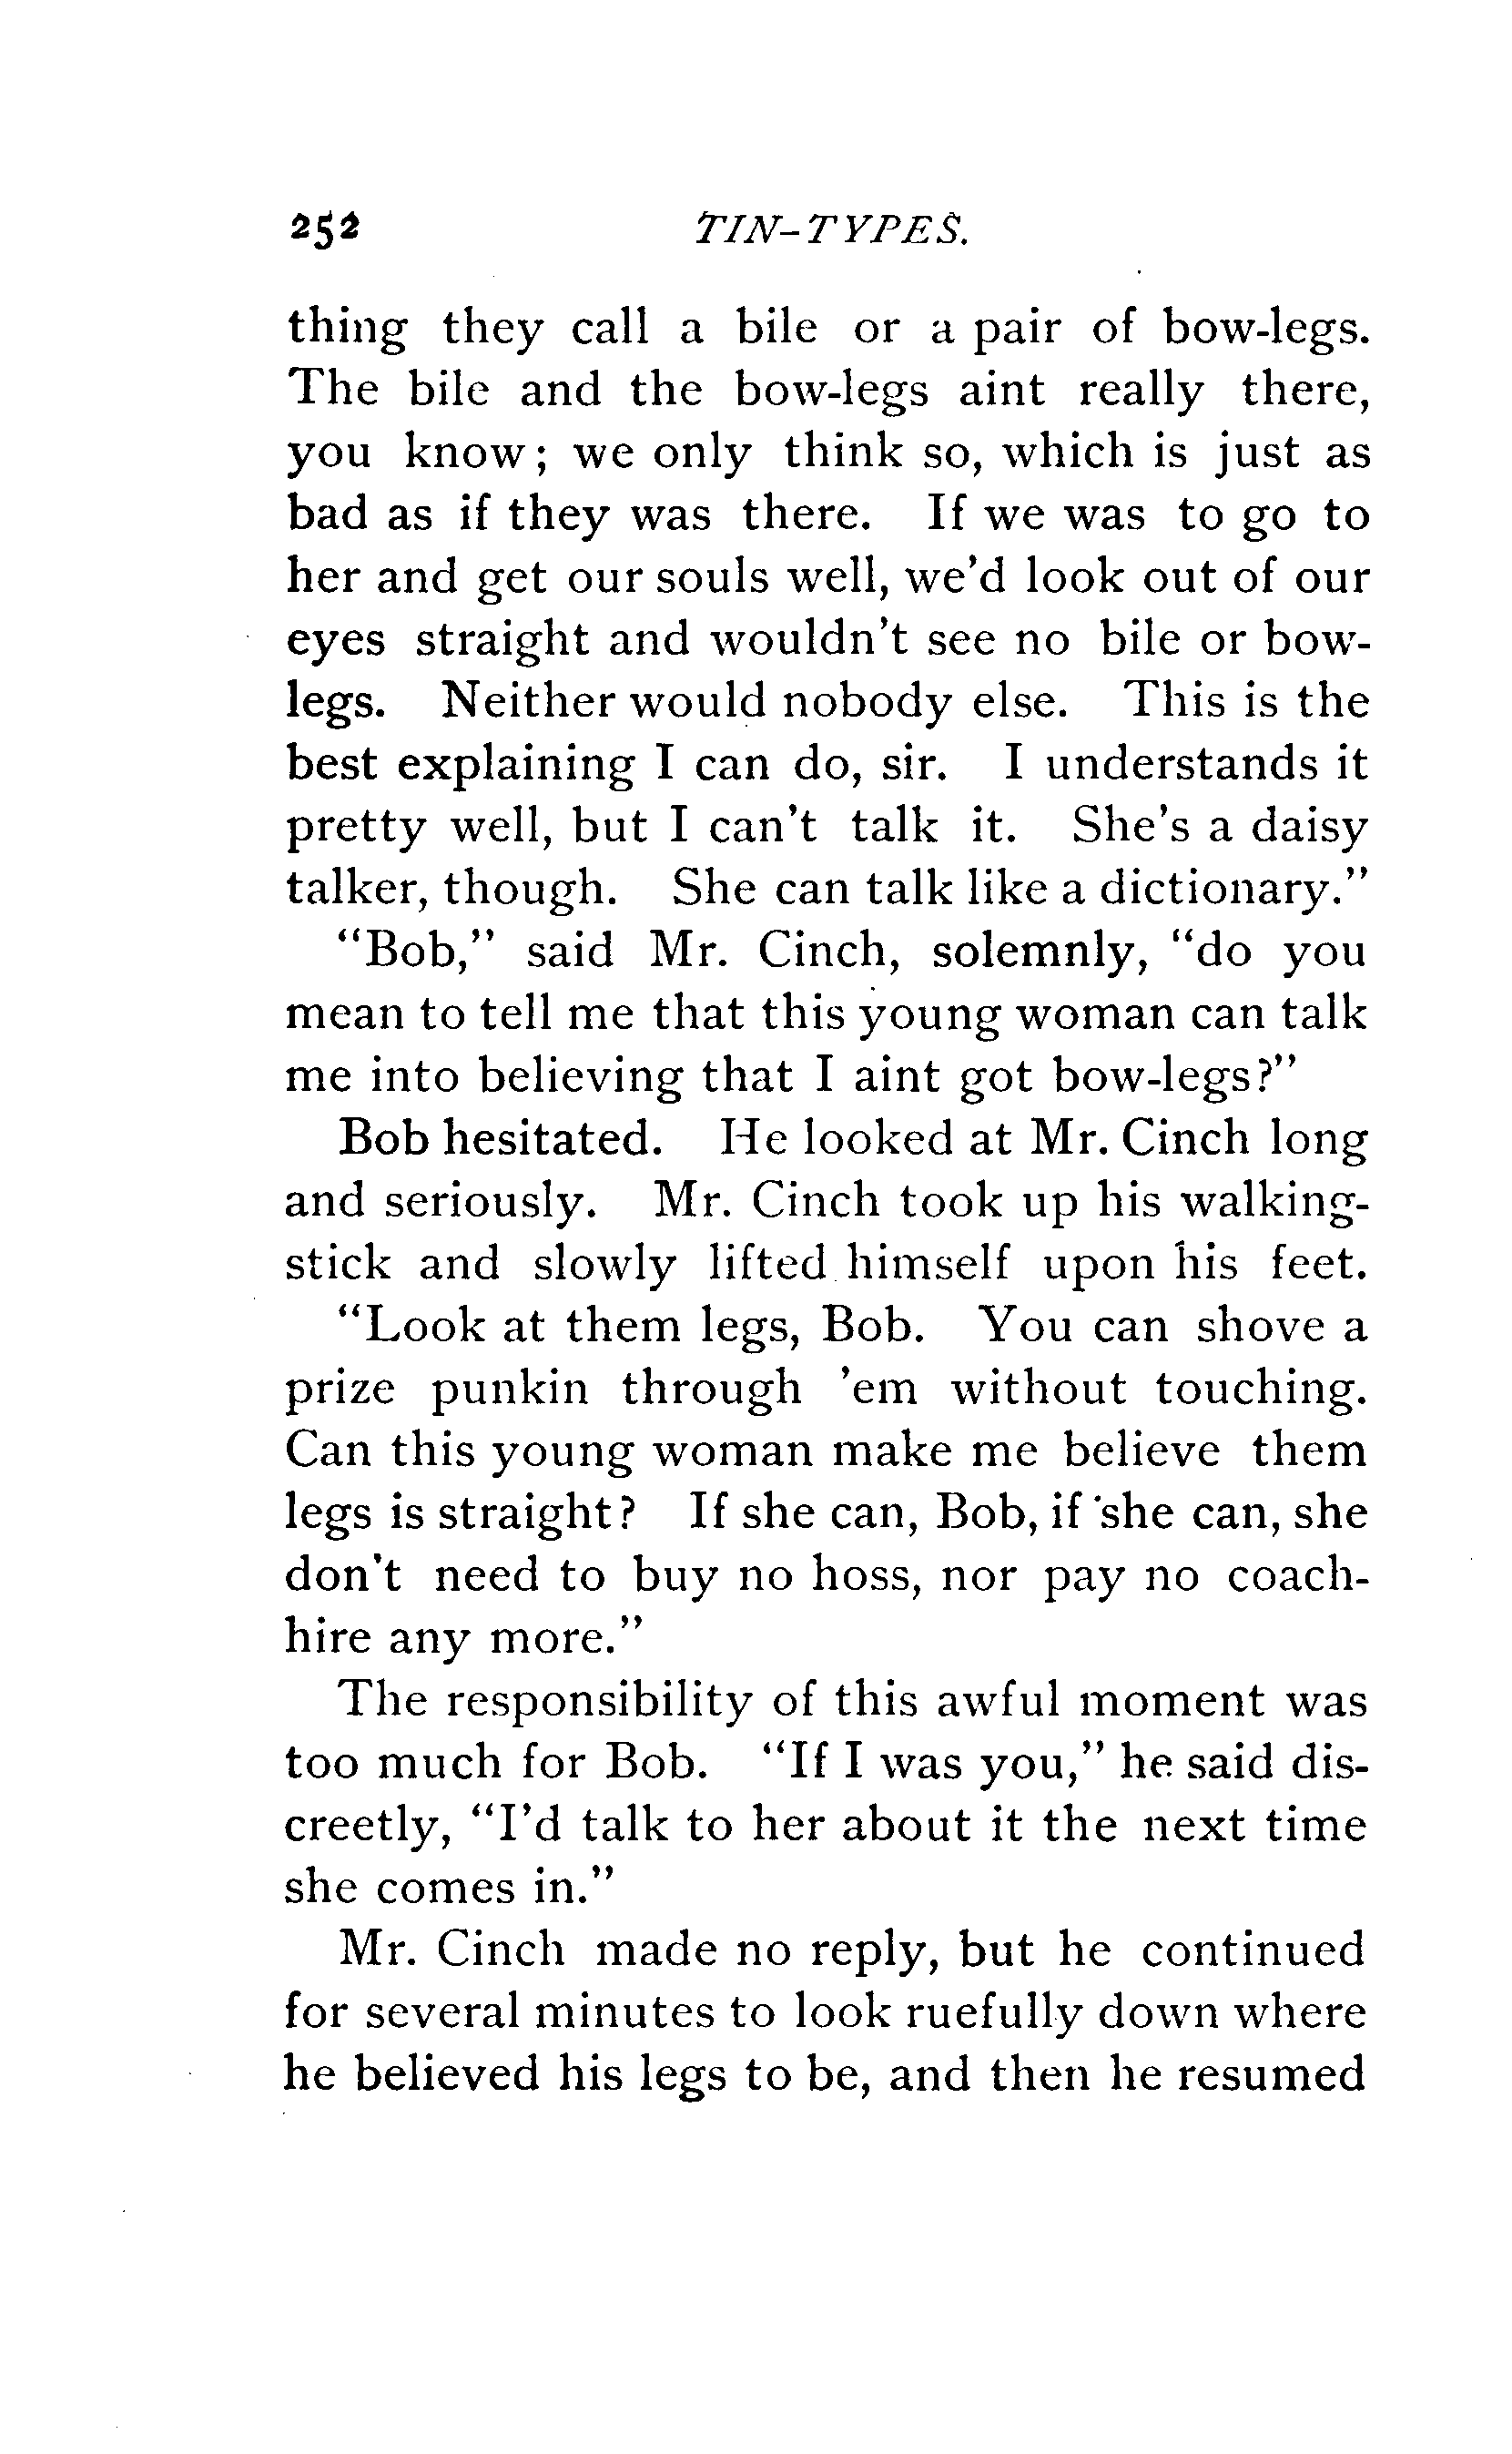 252 TIN-TYPES.
thing they call a bile or a pair of bow-legs.
The bile and the bow-legs aint really there,
you know; we only think so, which is just as
bad as if they was there. If we was to go to
her and get our souls well, we'd look out of our
eyes straight and wouldn't see no bile or bow-
legs. Neither would nobody else. This is the
best explaining I can do, sir. I understands it
pretty well, but I can't talk it. She's a daisy
talker, though. She can talk like a dictionary."
"Bob," said Mr. Cinch, solemnly, "do you
mean to tell me that this young woman can talk
me into believing that I aint got bow-legs?"
Bob hesitated. He looked at Mr. Cinch long
and seriously. Mr. Cinch took up his walking-
stick and slowly lifted himself upon his feet.
"Look at them legs, Bob. You can shove a
prize punkin through 'em without touching.
Can this young woman make me believe them
legs is straight? If she can, Bob, if she can, she
don't need to buy no hoss, nor pay no coach-
hire any more."
The responsibility of this awful moment was
too much for Bob. "If I was you," he said dis-
creetly, "I'd talk to her about it the next time
she comes in."
Mr. Cinch made no reply, but he continued
for several minutes to look ruefully down where
he believed his legs to be, and then he resumed